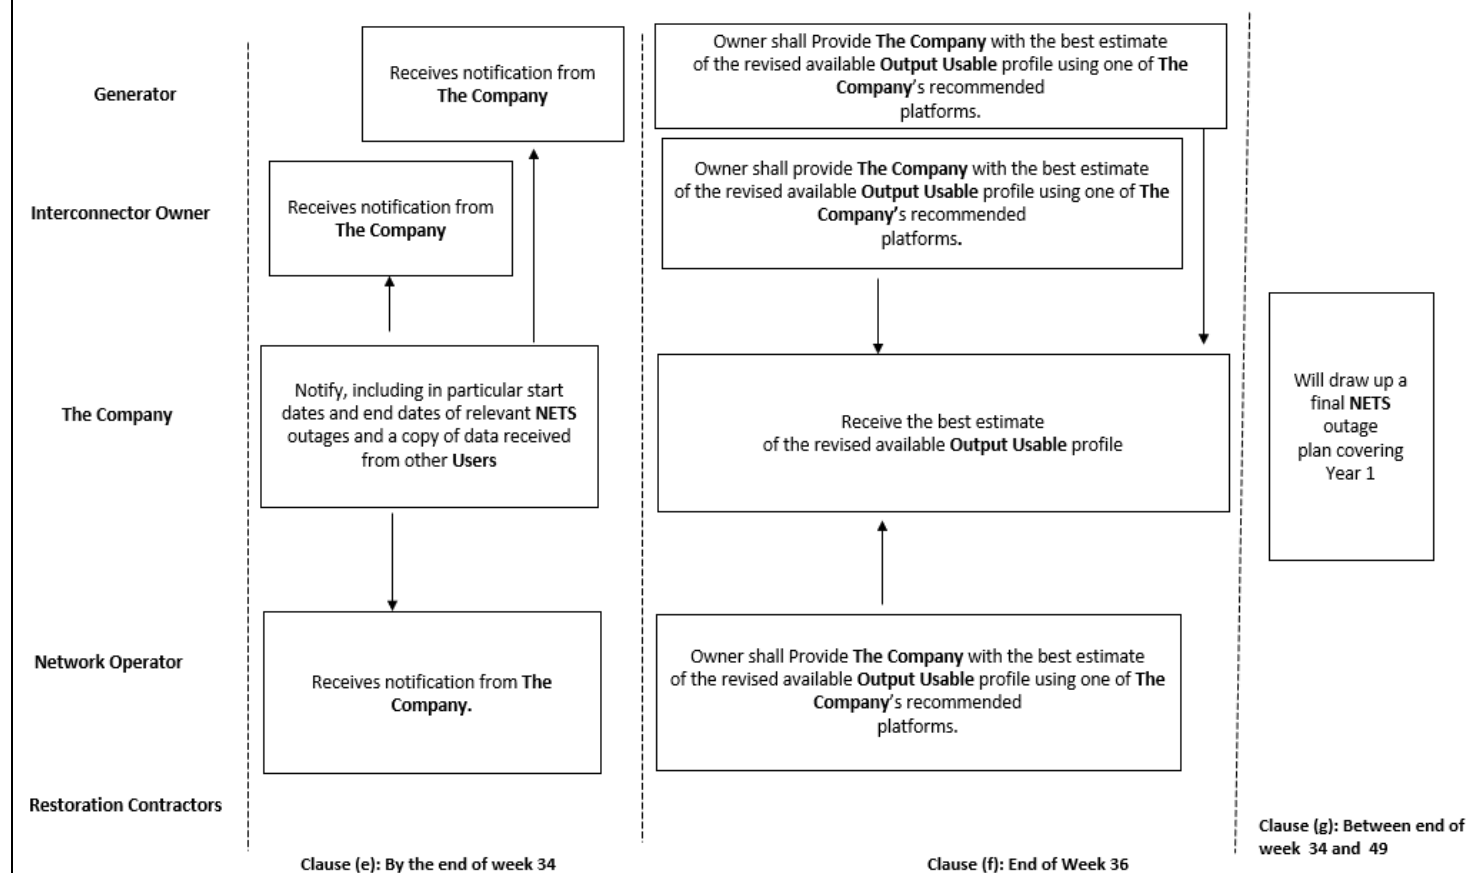 Generator
Receives notification from
The Company
Owner shall Provide The Company with the best estimate
of the revised available Output Usable profile using one of The
Company's recommended
platforms.
Interconnector Owner
Receives notification from
The Company
Owner shall provide The Company with the best estimate
of the revised available Output Usable profile using one of The
Company's recommended
platforms.
The Company
Notify, including in particular start
dates and end dates of relevant NETS
outages and a copy of data received
from other Users
Receive the best estimate
of the revised available Output Usable profile
Will draw up a
final NETS
outage
plan covering
Year 1
Network Operator
Receives notification from The
Company.
Owner shall Provide The Company with the best estimate
of the revised available Output Usable profile using one of The
Company's recommended
platforms.
Restoration Contractors
Clause (e): By the end of week 34
Clause (f): End of Week 36
Clause (g): Between end of
week 34 and 49